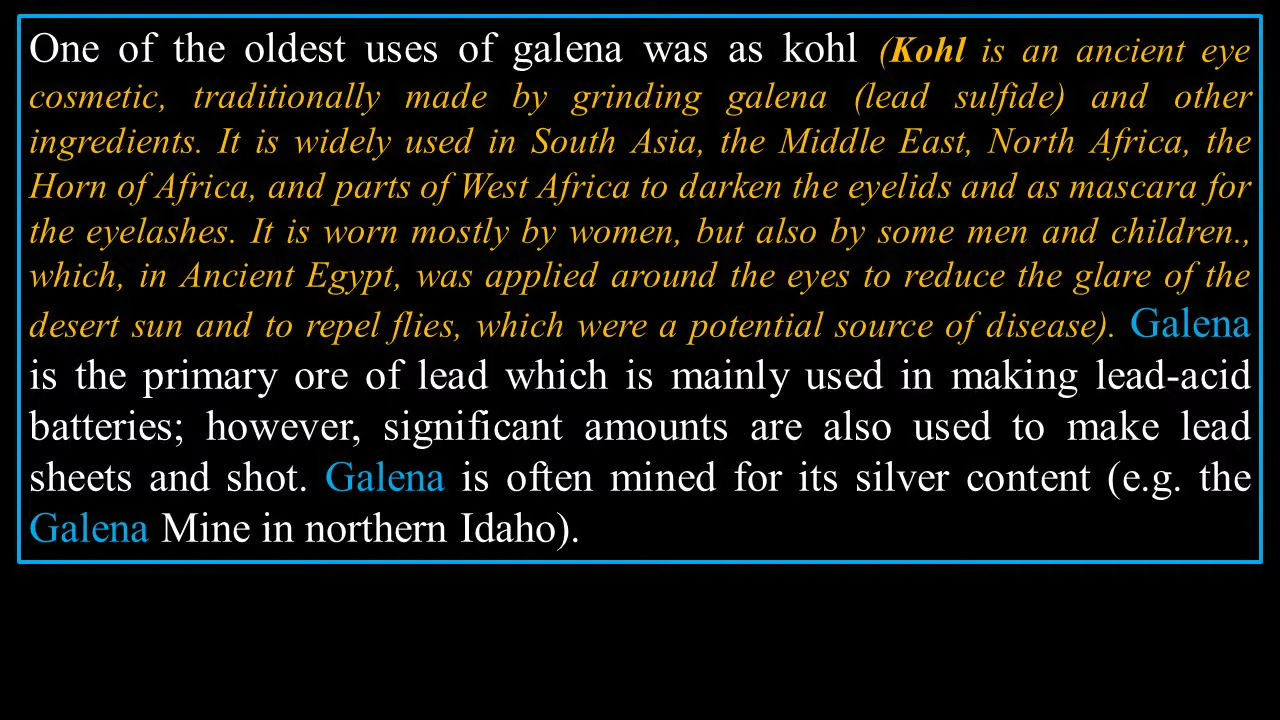 One of the oldest uses of galena was as kohl (Kohl is an ancient eye
cosmetic, traditionally made by grinding galena (lead sulfide) and other
ingredients. It is widely used in South Asia, the Middle East, North Africa, the
Horn of Africa, and parts of West Africa to darken the eyelids and as mascara for
the eyelashes. It is worn mostly by women, but also by some men and children.,
which, in Ancient Egypt, was applied around the eyes to reduce the glare of the
desert sun and to repel flies, which were a potential source of disease). Galena
is the primary ore of lead which is mainly used in making lead-acid
batteries; however, significant amounts are also used to make lead
sheets and shot. Galena is often mined for its silver content (e.g. the
Galena Mine in northern Idaho).